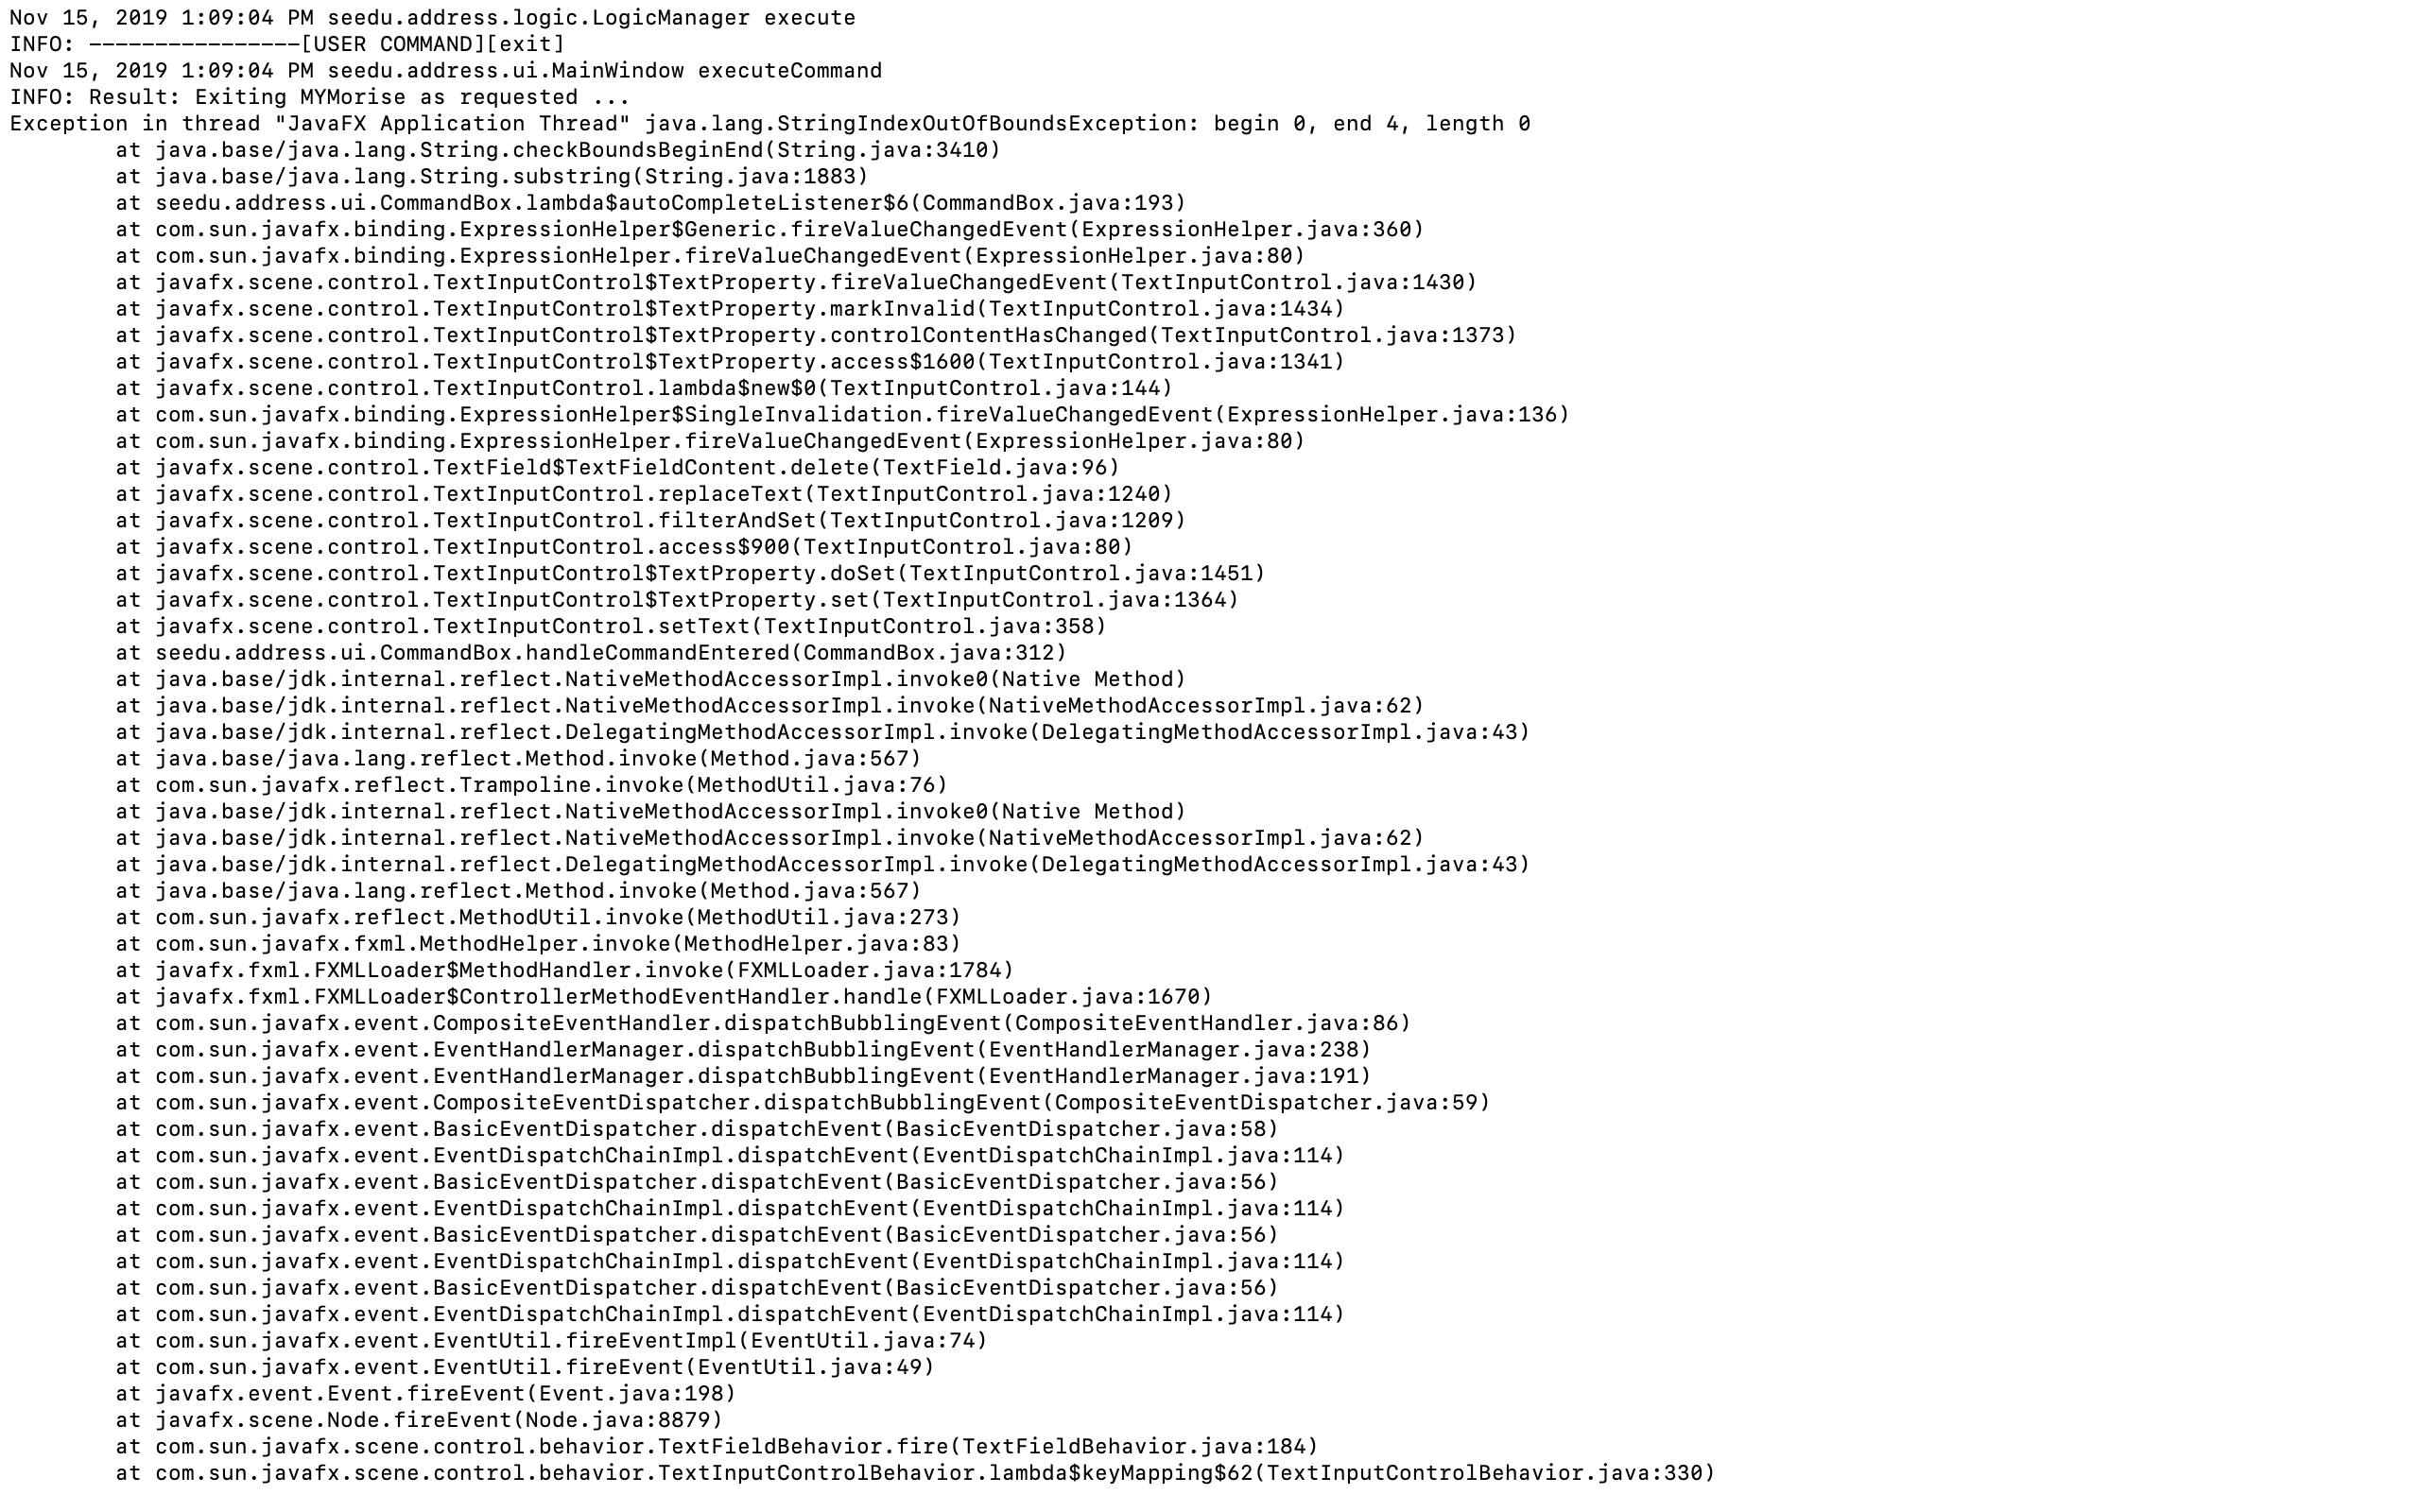 Nov 15, 2019 1:09:04 PM seedu.address.logic.LogicManager execute
INFO: ----------------[USER COMMAND][exit]
Nov 15, 2019 1:09:04 PM seedu.address.ui.MainWindow executeCommand
INFO: Result: Exiting MYMorise as requested ...
Exception in thread "JavaFX Application Thread" java.lang.StringIndexOutOfBoundsException: begin 0, end 4, length 0
at java.base/java.lang.String.checkBoundsBeginEnd(String.java:3410)
at java.base/java.lang.String.substring(String.java:1883)
at seedu.address.ui.CommandBox.lambda$autoCompleteListener$6(CommandBox.java:193)
at com.sun.javafx.binding.ExpressionHelper$Generic.fireValueChangedEvent(ExpressionHelper.java:360)
at com.sun.javafx.binding.ExpressionHelper.fireValueChangedEvent(ExpressionHelper.java:80)
at javafx.scene.control.TextInputControl$TextProperty.fireValueChangedEvent(TextInputControl.java:1430)
at javafx.scene.control.TextInputControl$TextProperty.markInvalid(TextInputControl.java:1434)
at javafx.scene.control.TextInputControl$TextProperty.controlContentHasChanged(TextInputControl.java:1373)
at javafx.scene.control.TextInputControl$TextProperty.access$1600(TextInputControl.java:1341)
at javafx.scene.control.TextInputControl.lambda$new$0(TextInputControl.java:144)
at com.sun.javafx.binding.ExpressionHelper$SingleInvalidation.fireValueChangedEvent(ExpressionHelper.java:136)
at com.sun.javafx.binding.ExpressionHelper.fireValueChangedEvent(ExpressionHelper.java:80)
at javafx.scene.control.TextField$TextFieldContent.delete(TextField.java:96)
at javafx.scene.control.TextInputControl.replaceText(TextInputControl.java:1240)
at javafx.scene.control.TextInputControl.filterAndSet(TextInputControl.java:1209)
at javafx.scene.control.TextInputControl.access$900(TextInputControl.java:80)
at javafx.scene.control.TextInputControl$TextProperty.doSet(TextInputControl.java:1451)
at javafx.scene.control.TextInputControl$TextProperty.set(TextInputControl.java:1364)
at javafx.scene.control.TextInputControl.setText(TextInputControl.java:358)
at seedu.address.ui.CommandBox.handleCommandEntered(CommandBox.java:312)
at java.base/jdk.internal.reflect.NativeMethodAccessorImpl.invoke0(Native Method)
at java.base/jdk.internal.reflect.NativeMethodAccessorImpl.invoke(NativeMethodAccessorImpl.java:62)
at java.base/jdk.internal.reflect.DelegatingMethodAccessorImpl.invoke(DelegatingMethodAccessorImpl.java:43)
at java.base/java.lang.reflect.Method.invoke(Method.java:567)
at com.sun.javafx.reflect.Trampoline.invoke(MethodUtil.java:76)
at java.base/jdk.internal.reflect.NativeMethodAccessorImpl.invoke0(Native Method)
at java.base/jdk.internal.reflect.NativeMethodAccessorImpl.invoke(NativeMethodAccessorImpl.java:62)
at java.base/jdk.internal.reflect.DelegatingMethodAccessorImpl.invoke(DelegatingMethodAccessorImpl.java:43)
at java.base/java.lang.reflect.Method.invoke(Method.java:567)
at com.sun.javafx.reflect.MethodUtil.invoke(MethodUtil.java:273)
at com.sun.javafx.fxml.MethodHelper.invoke(MethodHelper.java:83)
at javafx.fxml.FXMLLoader$MethodHandler.invoke(FXMLLoader.java:1784)
at javafx.fxml.FXMLLoader$ControllerMethodEventHandler.handle(FXMLLoader.java:1670)
at com.sun.javafx.event.CompositeEventHandler.dispatchBubblingEvent(CompositeEventHandler.java:86)
at com.sun.javafx.event.EventHandlerManager.dispatchBubblingEvent(EventHandlerManager.java:238)
at com.sun.javafx.event.EventHandlerManager.dispatchBubblingEvent(EventHandlerManager.java:191)
at com.sun.javafx.event.CompositeEventDispatcher.dispatchBubblingEvent(CompositeEventDispatcher.java:59)
at com.sun.javafx.event.BasicEventDispatcher.dispatchEvent(BasicEventDispatcher.java:58)
at com.sun.javafx.event.EventDispatchChainImpl.dispatchEvent(EventDispatchChainImpl.java:114)
at com.sun.javafx.event.BasicEventDispatcher.dispatchEvent(BasicEventDispatcher.java:56)
at com.sun.javafx.event.EventDispatchChainImpl.dispatchEvent(EventDispatchChainImpl.java:114)
at com.sun.javafx.event.BasicEventDispatcher.dispatchEvent(BasicEventDispatcher.java:56)
at com.sun.javafx.event.EventDispatchChainImpl.dispatchEvent(EventDispatchChainImpl.java:114)
at com.sun.javafx.event.BasicEventDispatcher.dispatchEvent(BasicEventDispatcher.java:56)
at com.sun.javafx.event.EventDispatchChainImpl.dispatchEvent(EventDispatchChainImpl.java:114)
at com.sun.javafx.event.EventUtil.fireEventImpl(EventUtil.java:74)
at com.sun.javafx.event.EventUtil.fireEvent(EventUtil.java:49)
at javafx.event.Event.fireEvent(Event.java:198)
at javafx.scene.Node.fireEvent(Node.java:8879)
at com.sun.javafx.scene.control.behavior.TextFieldBehavior.fire(TextFieldBehavior.java:184)
at com.sun.javafx.scene.control.behavior.TextInputControlBehavior.lambda$keyMapping$62(TextInputControlBehavior.java:330)